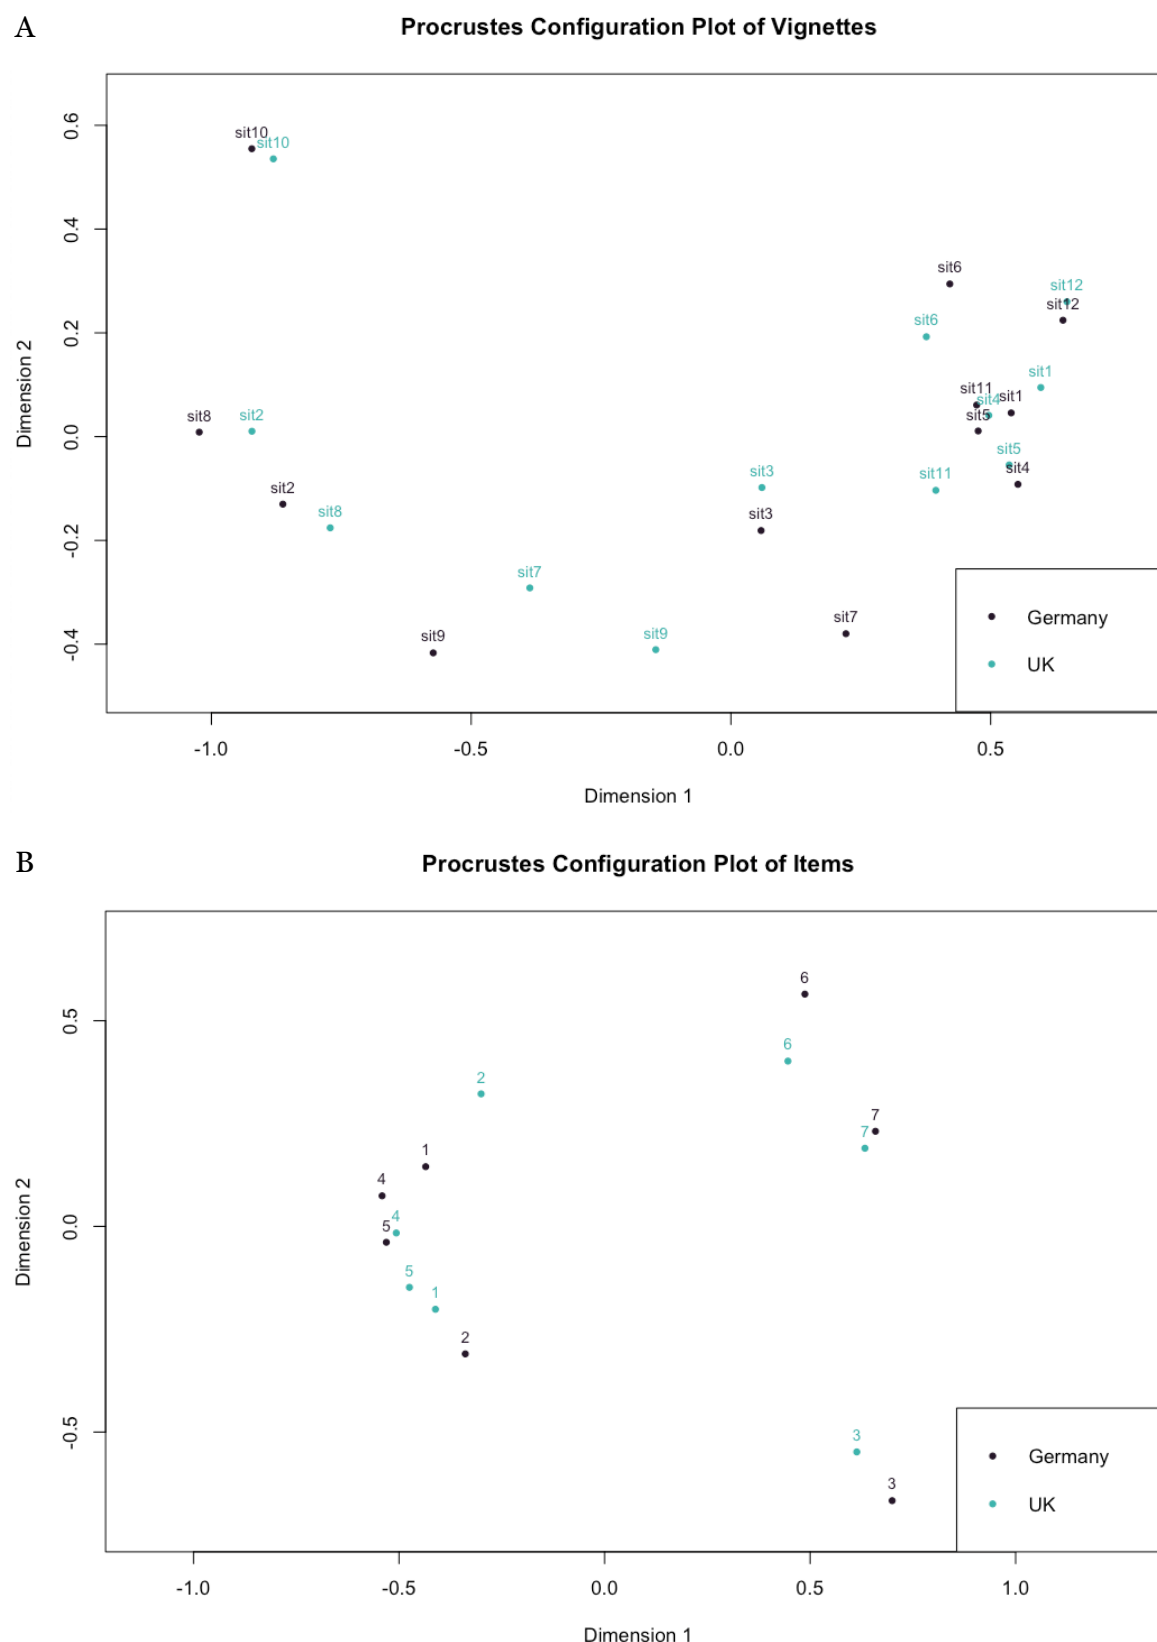 A
Procrustes Configuration Plot of Vignettes
0.6
0.4
0.2
0.0
-0.2
-0.4
Dimension 2
sit10
sit10
sit6
sit12
sit12
sit6
sit1
sit11
sit4
sit1
sit5
sit8
sit2
sit5
sit4
sit3
sit11
sit2
sit8
sit3
sit7
sit7
sit9
sit9
Germany
UK
-1.0
-0.5
0.0
0.5
Dimension 1
B
Procrustes Configuration Plot of Items
0.5
0.0
-0.5
Dimension 2
6
6
2
7
7
1
4
4
5
5
1
2
3
3
Germany
UK
-1.0
-0.5
0.0
0.5
1.0
Dimension 1